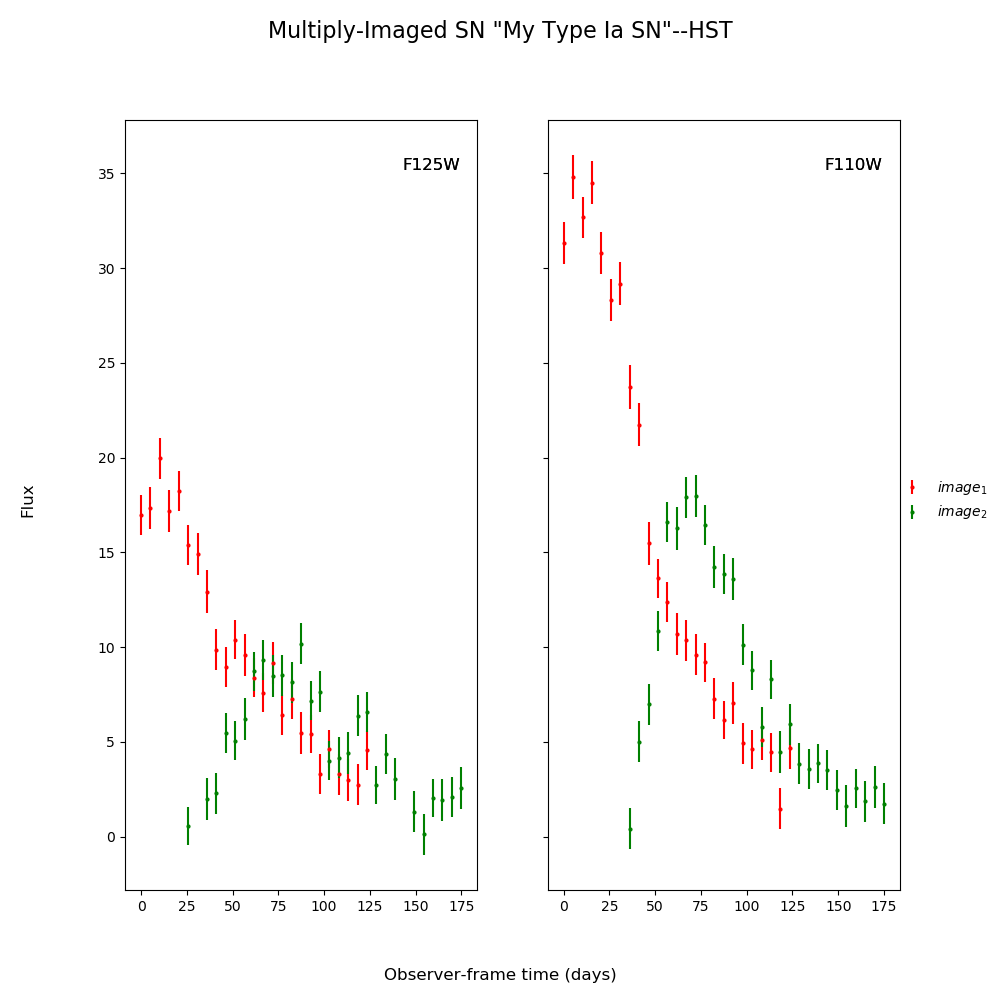 Multiply-Imaged SN "My Type Ia SN"--HST
F125W
F110W
35
30
25
20
15
10
5
0
Flux
image1
image2
0 25 50 75 100 125 150 175
0 25 50 75 100 125 150 175
Observer-frame time (days)